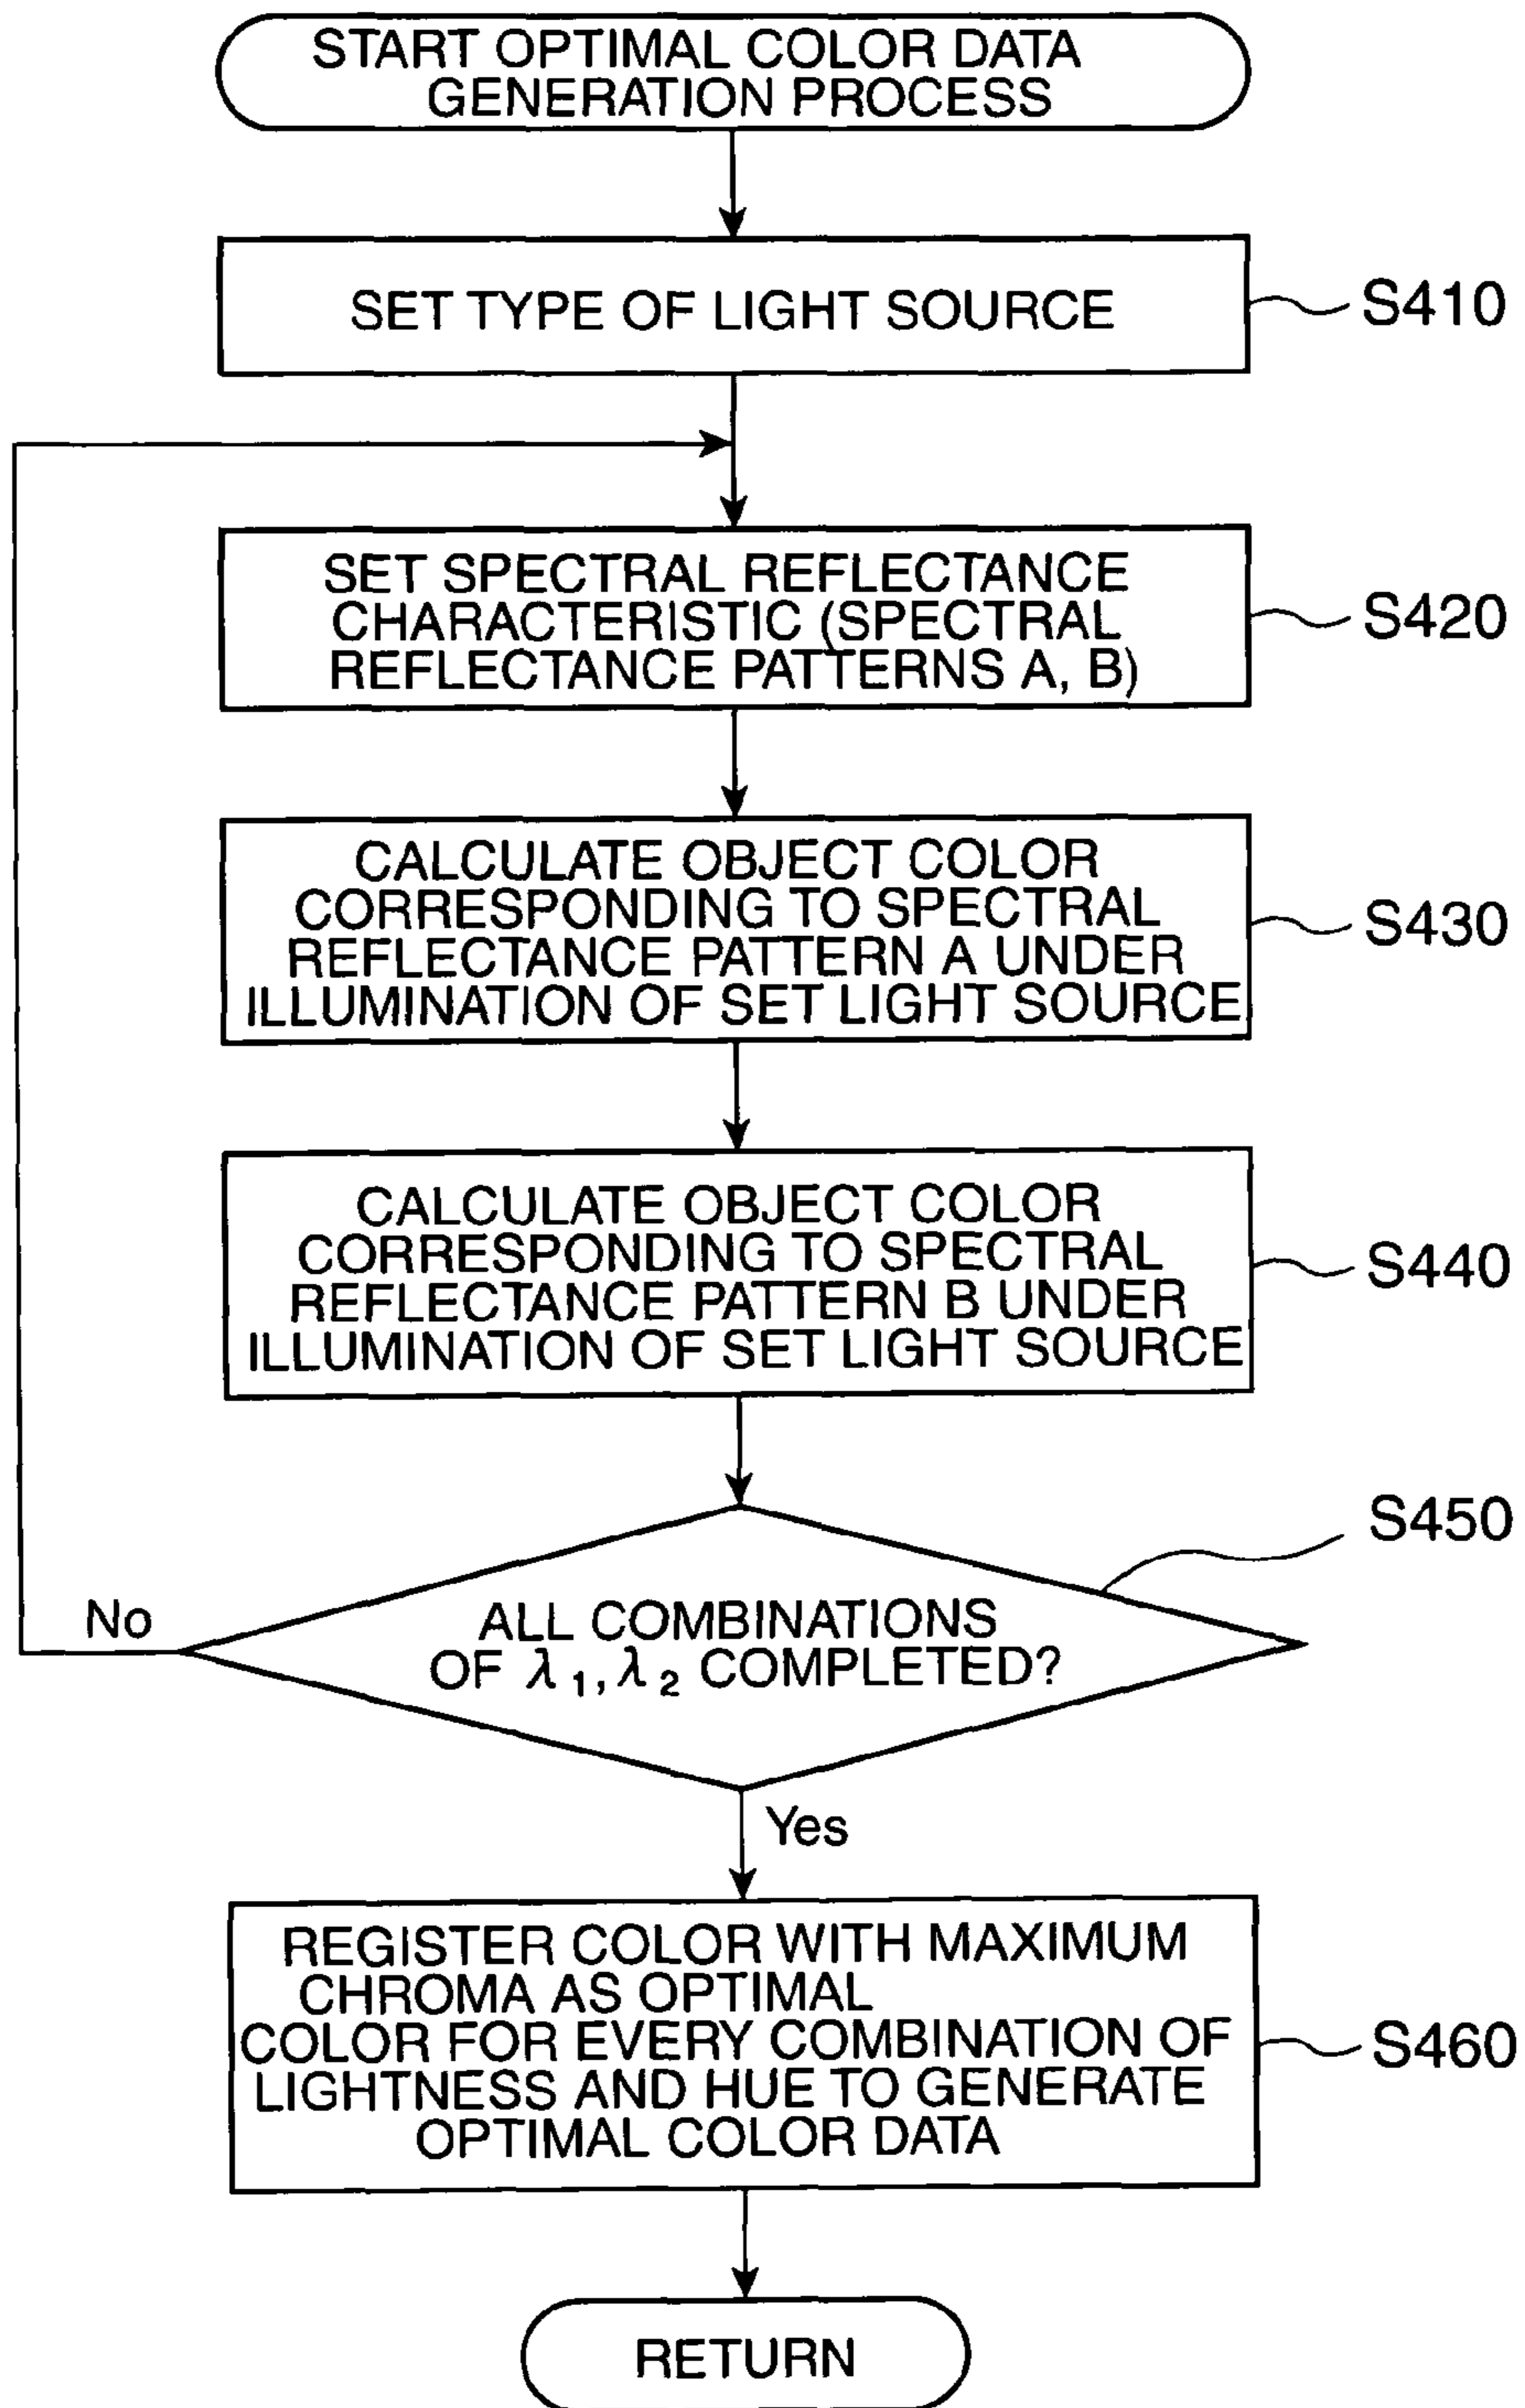 START OPTIMAL COLOR DATA
GENERATION PROCESS
SET TYPE OF LIGHT SOURCE
S410
SET SPECTRAL REFLECTANCE
CHARACTERISTIC (SPECTRAL
REFLECTANCE PATTERNS A, B)
S420
CALCULATE OBJECT COLOR
CORRESPONDING TO SPECTRAL
REFLECTANCE PATTERN A UNDER
ILLUMINATION OF SET LIGHT SOURCE
S430
CALCULATE OBJECT COLOR
CORRESPONDING TO SPECTRAL
REFLECTANCE PATTERN B UNDER
ILLUMINATION OF SET LIGHT SOURCE
S440
S450
No
ALL COMBINATIONS
OF λ₁, λ₂ COMPLETED?
Yes
REGISTER COLOR WITH MAXIMUM
CHROMA AS OPTIMAL
COLOR FOR EVERY COMBINATION OF
LIGHTNESS AND HUE TO GENERATE
OPTIMAL COLOR DATA
S460
RETURN